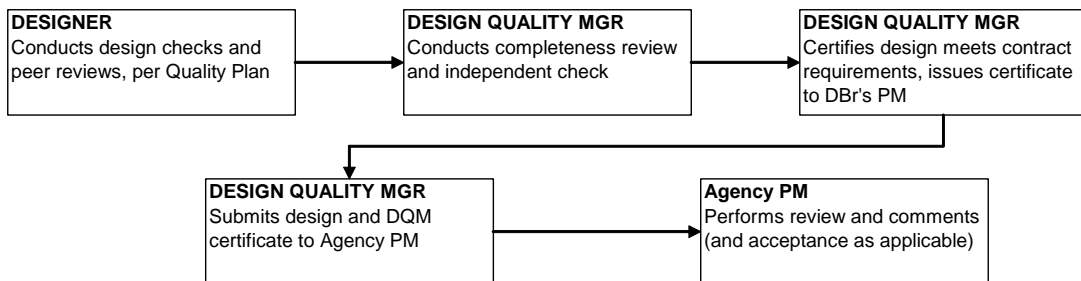 DESIGNER
Conducts design checks and
peer reviews, per Quality Plan
DESIGN QUALITY MGR
Conducts completeness review
and independent check
DESIGN QUALITY MGR
Certifies design meets contract
requirements, issues certificate
to DBr's PM
DESIGN QUALITY MGR
Submits design and DQM
certificate to Agency PM
Agency PM
Performs review and comments
(and acceptance as applicable)